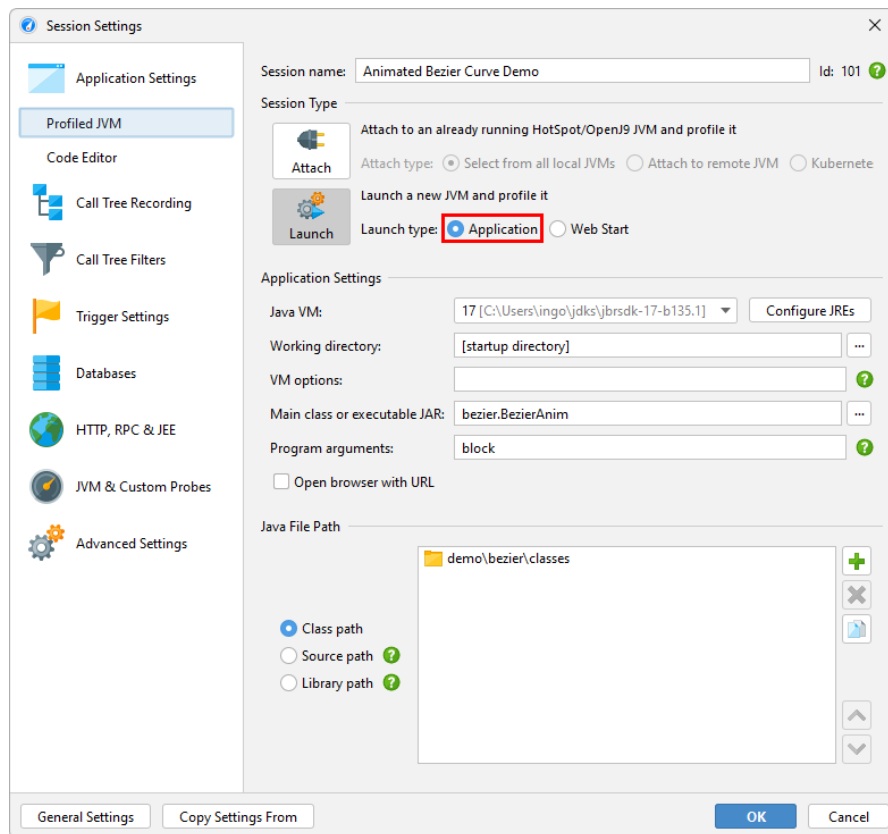 Session Settings
Application Settings
Profiled JVM
Code Editor
Call Tree Recording
Call Tree Filters
Trigger Settings
Databases
HTTP, RPC & JEE
JVM & Custom Probes
Advanced Settings
Session name: Animated Bezier Curve Demo Id: 101 ?
Session Type
Attach
Attach to an already running HotSpot/OpenJ9 JVM and profile it
Attach type: Select from all local JVMs Attach to remote JVM Kubernete
Launch
Launch a new JVM and profile it
Launch type: Application Web Start
Application Settings
Java VM: 17 [C:\Users\ingo\jdks\jbrsdk-17-b135.1] Configure JREs
Working directory: [startup directory] ...
VM options: ?
Main class or executable JAR: bezier.BezierAnim ...
Program arguments: block ?
Open browser with URL
Java File Path
demo\bezier\classes
Class path
Source path ?
Library path ?
General Settings Copy Settings From OK Cancel